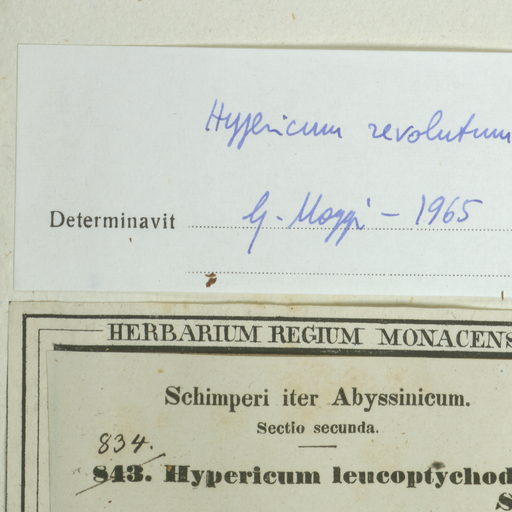 Hypericum revolutum
Determinavit G. Moggi - 1965
HERBARIUM REGIUM MONACENS
Schimperi iter Abyssinicum.
Sectio secunda.
834.
843. Hypericum leucoptychod
S